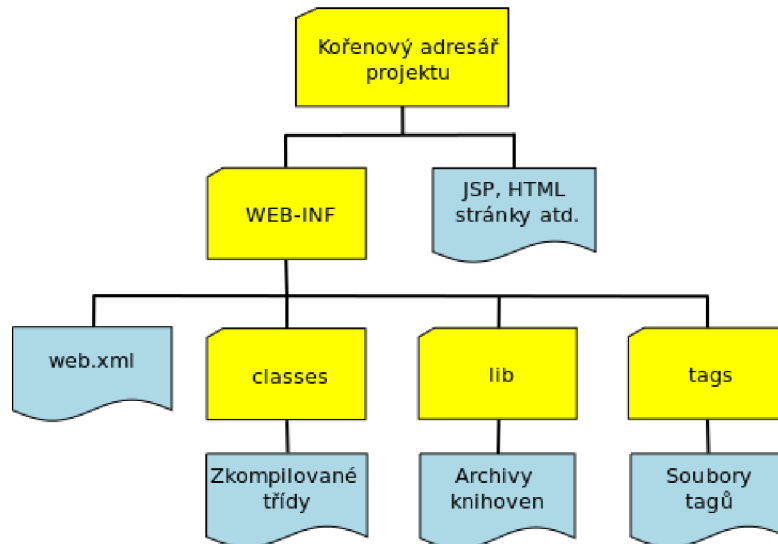 Kořenový adresář
projektu
WEB-INF
JSP, HTML
stránky atd.
web.xml
classes
lib
tags
Zkompilované
třídy
Archivy
knihoven
Soubory
tagů